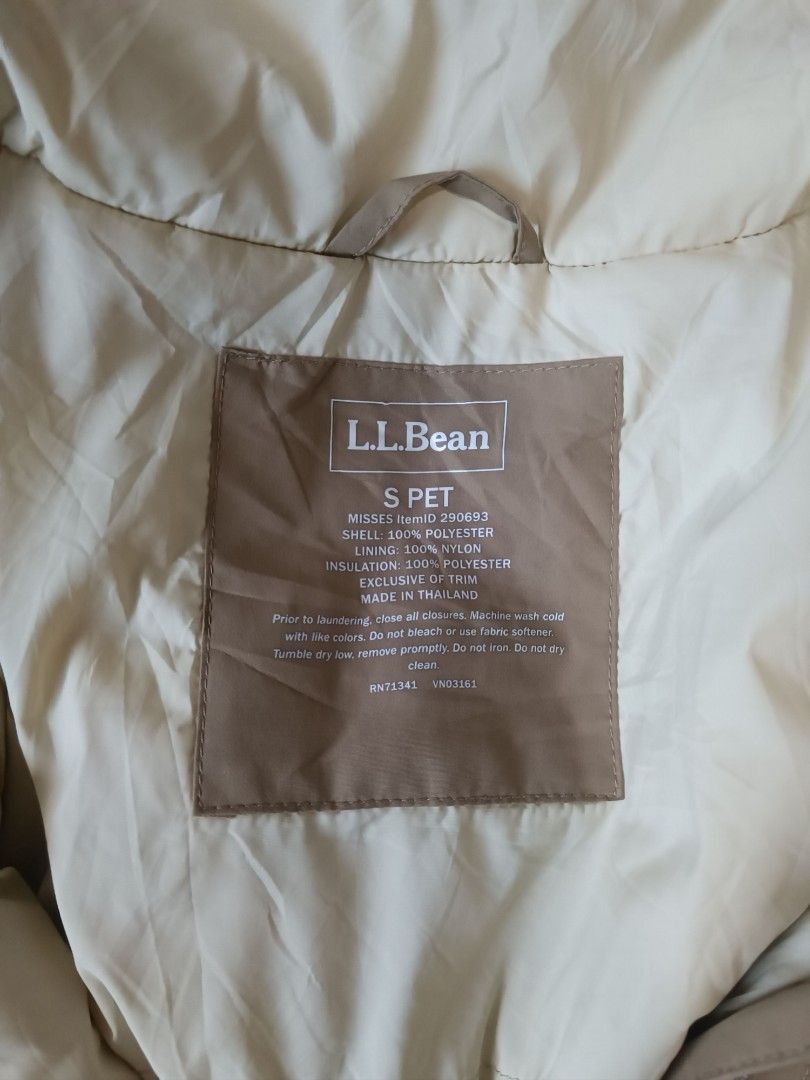 L.L.Bean
S PET
MISSES ItemID 290693
SHELL: 100% POLYESTER
LINING: 100% NYLON
INSULATION: 100% POLYESTER
EXCLUSIVE OF TRIM
MADE IN THAILAND
Prior to laundering, close all closures. Machine wash cold
with like colors. Do not bleach or use fabric softener.
Tumble dry low, remove promptly. Do not iron. Do not dry
clean.
RN71341 VN03161